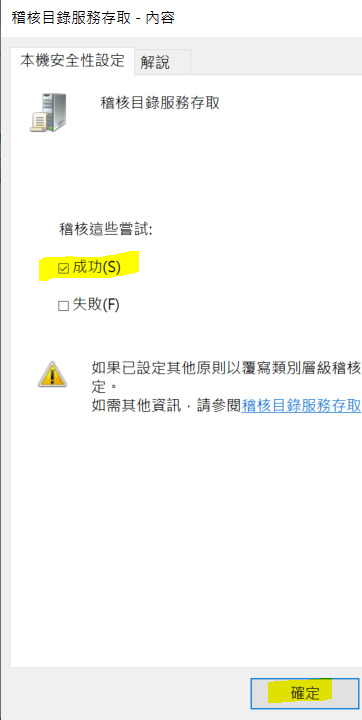 稽核目錄服務存取 - 內容
本機安全性設定
解說
稽核目錄服務存取
稽核這些嘗試:
成功(S)
失敗(F)
如果已設定其他原則以覆寫類別層級稽核
定。
如需其他資訊，請參閱稽核目錄服務存取
確定